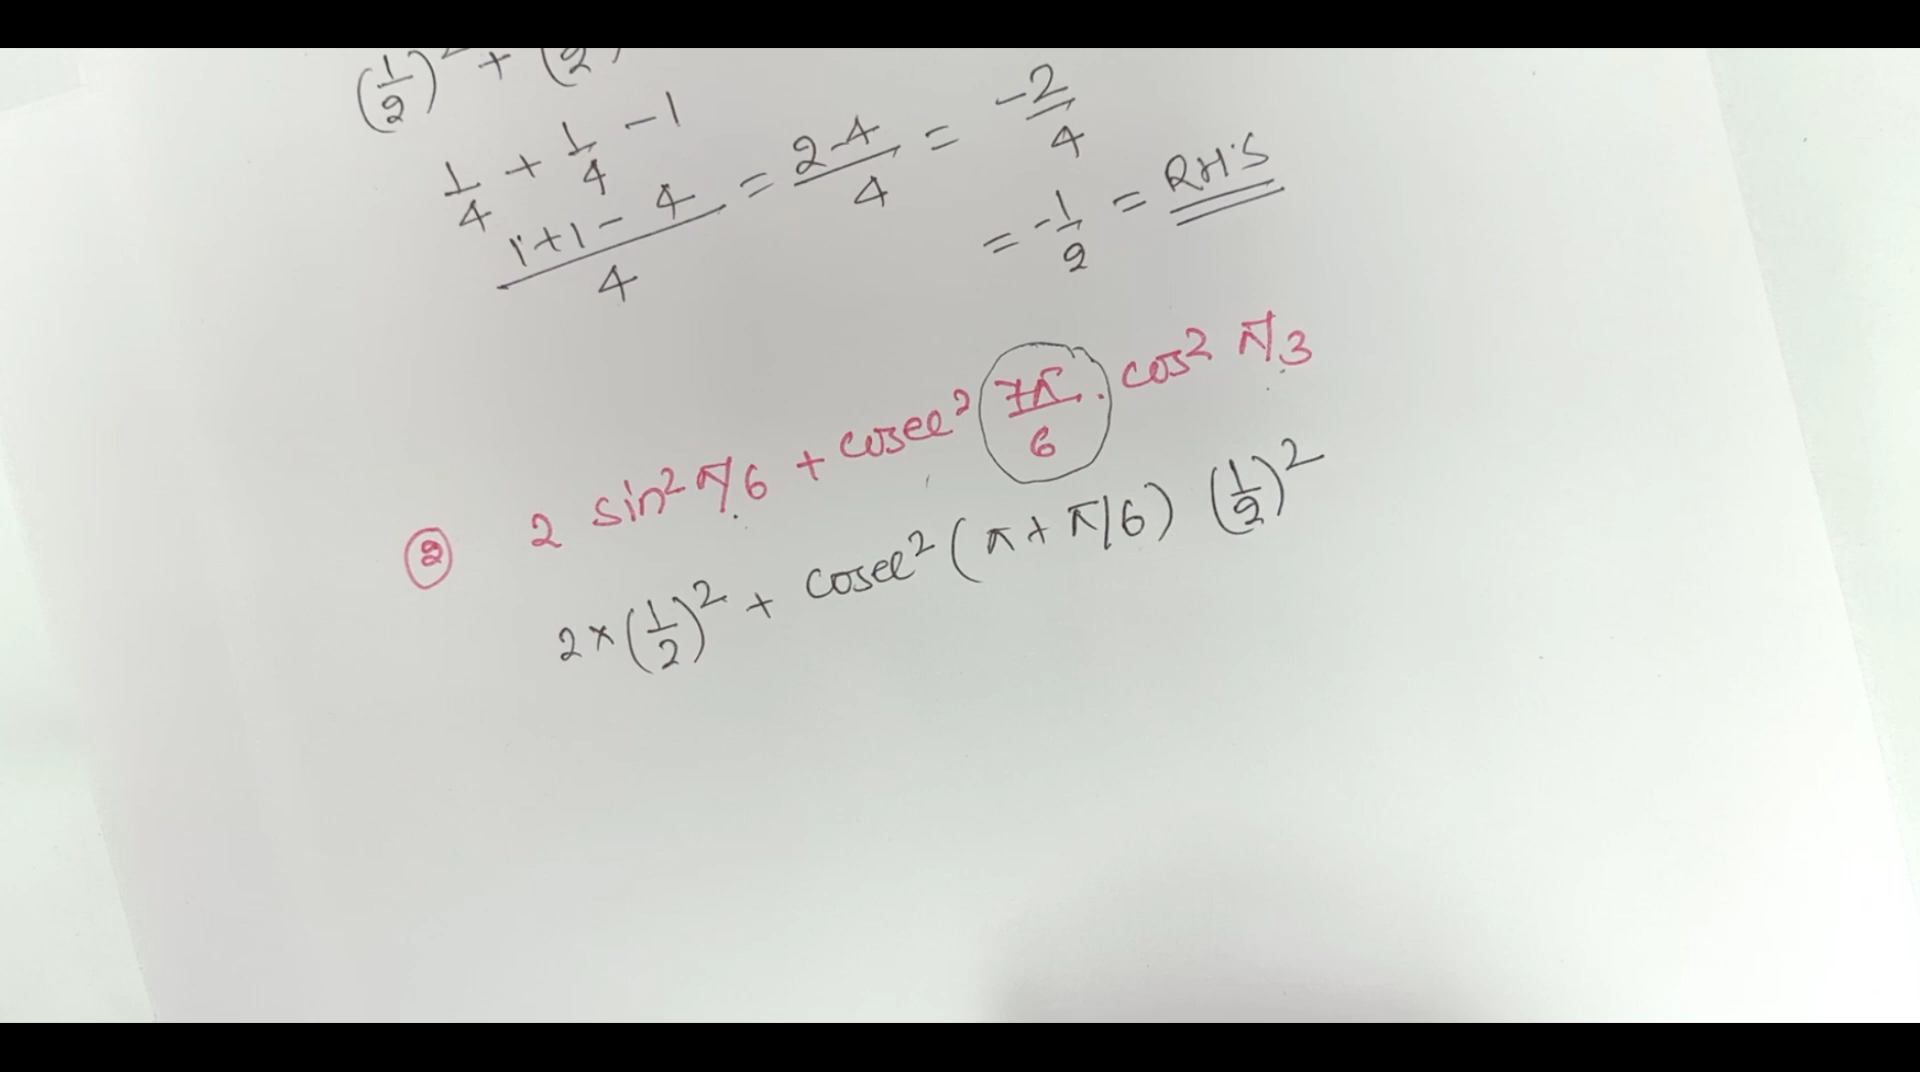 (1/2)² + (2
1/4 + 1/4 - 1
1+1-4/4 = 2-4/4 = -2/4
= -1/2 = RH·S
② 2 sin² π/6 + cosec² 7π/6 . cos² π/3
2 × (1/2)² + cosec² (π + π/6) (1/2)²